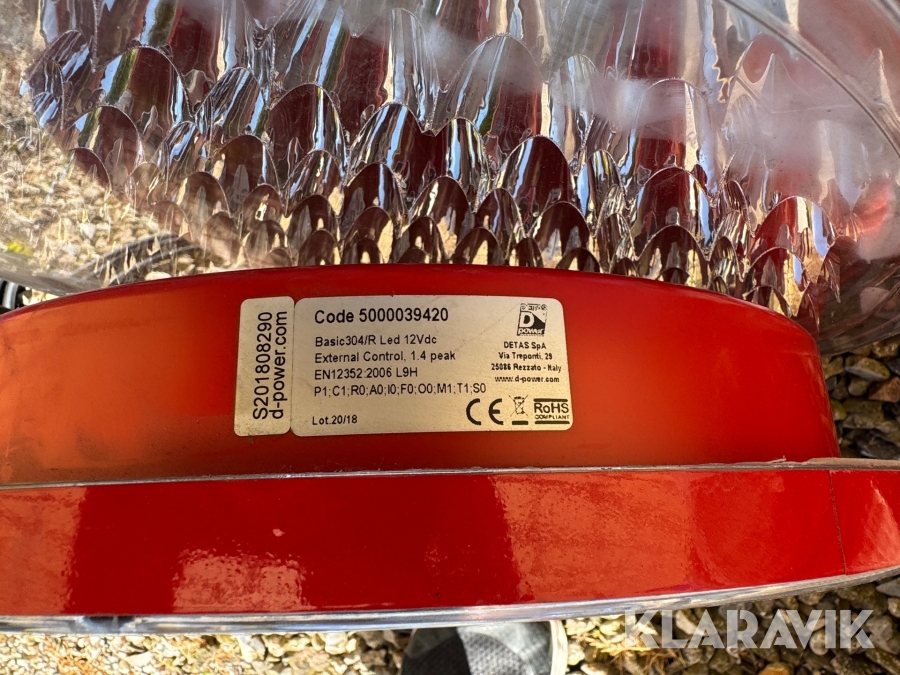 S201808290
d-power.com
Code 5000039420
Basic304/R Led 12Vdc
External Control, 1.4 peak
EN12352:2006 L9H
P1;C1;R0;A0;I0;F0;O0;M1;T1;S0
Lot.20/18
D
power
DETAS SpA
Via Treponti, 29
25086 Rezzato - Italy
www.d-power.com
CE
RoHS
COMPLIANT
KLARAVIK